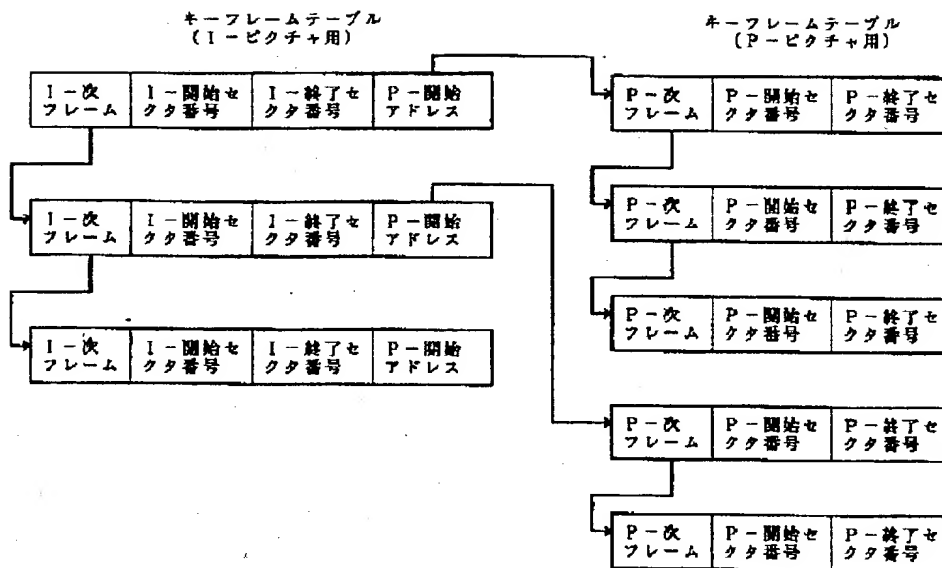 キーフレームテーブル
(I－ピクチャ用)
I－次
フレーム
I－開始セ
クタ番号
I－終了セ
クタ番号
P－開始
アドレス
I－次
フレーム
I－開始セ
クタ番号
I－終了セ
クタ番号
P－開始
アドレス
I－次
フレーム
I－開始セ
クタ番号
I－終了セ
クタ番号
P－開始
アドレス
キーフレームテーブル
(P－ピクチャ用)
P－次
フレーム
P－開始セ
クタ番号
P－終了セ
クタ番号
P－次
フレーム
P－開始セ
クタ番号
P－終了セ
クタ番号
P－次
フレーム
P－開始セ
クタ番号
P－終了セ
クタ番号
P－次
フレーム
P－開始セ
クタ番号
P－終了セ
クタ番号
P－次
フレーム
P－開始セ
クタ番号
P－終了セ
クタ番号